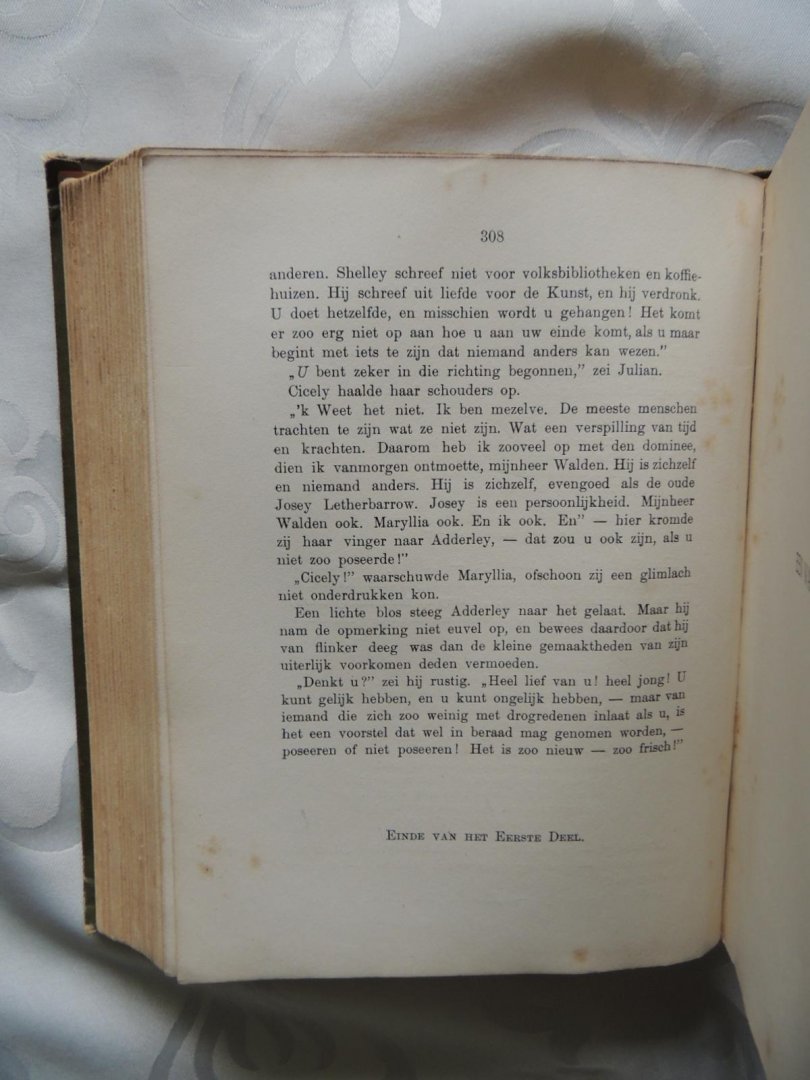 308
anderen. Shelley schreef niet voor volksbibliotheken en koffie-
huizen. Hij schreef uit liefde voor de Kunst, en hij verdronk.
U doet hetzelfde, en misschien wordt u gehangen! Het komt
er zoo erg niet op aan hoe u aan uw einde komt, als u maar
begint met iets te zijn dat niemand anders kan wezen.”
„U bent zeker in die richting begonnen,” zei Julian.
Cicely haalde haar schouders op.
„'k Weet het niet. Ik ben mezelve. De meeste menschen
trachten te zijn wat ze niet zijn. Wat een verspilling van tijd
en krachten. Daarom heb ik zooveel op met den dominee,
dien ik vanmorgen ontmoette, mijnheer Walden. Hij is zichzelf
en niemand anders. Hij is zichzelf, evengoed als de oude
Josey Letherbarrow. Josey is een persoonlijkheid. Mijnheer
Walden ook. Maryllia ook. En ik ook. En” — hier kromde
zij haar vinger naar Adderley, — dat zou u ook zijn, als u
niet zoo poseerde!”
„Cicely!” waarschuwde Maryllia, ofschoon zij een glimlach
niet onderdrukken kon.
Een lichte blos steeg Adderley naar het gelaat. Maar hij
nam de opmerking niet euvel op, en bewees daardoor dat hij
van flinker deeg was dan de kleine gemaaktheden van zijn
uiterlijk voorkomen deden vermoeden.
„Denkt u?” zei hij rustig. „Heel lief van u! heel jong! U
kunt gelijk hebben, en u kunt ongelijk hebben, — maar van
iemand die zich zoo weinig met drogredenen inlaat als u, is
het een voorstel dat wel in beraad mag genomen worden, —
poseeren of niet poseeren! Het is zoo nieuw — zoo frisch!”
Einde van het Eerste Deel.